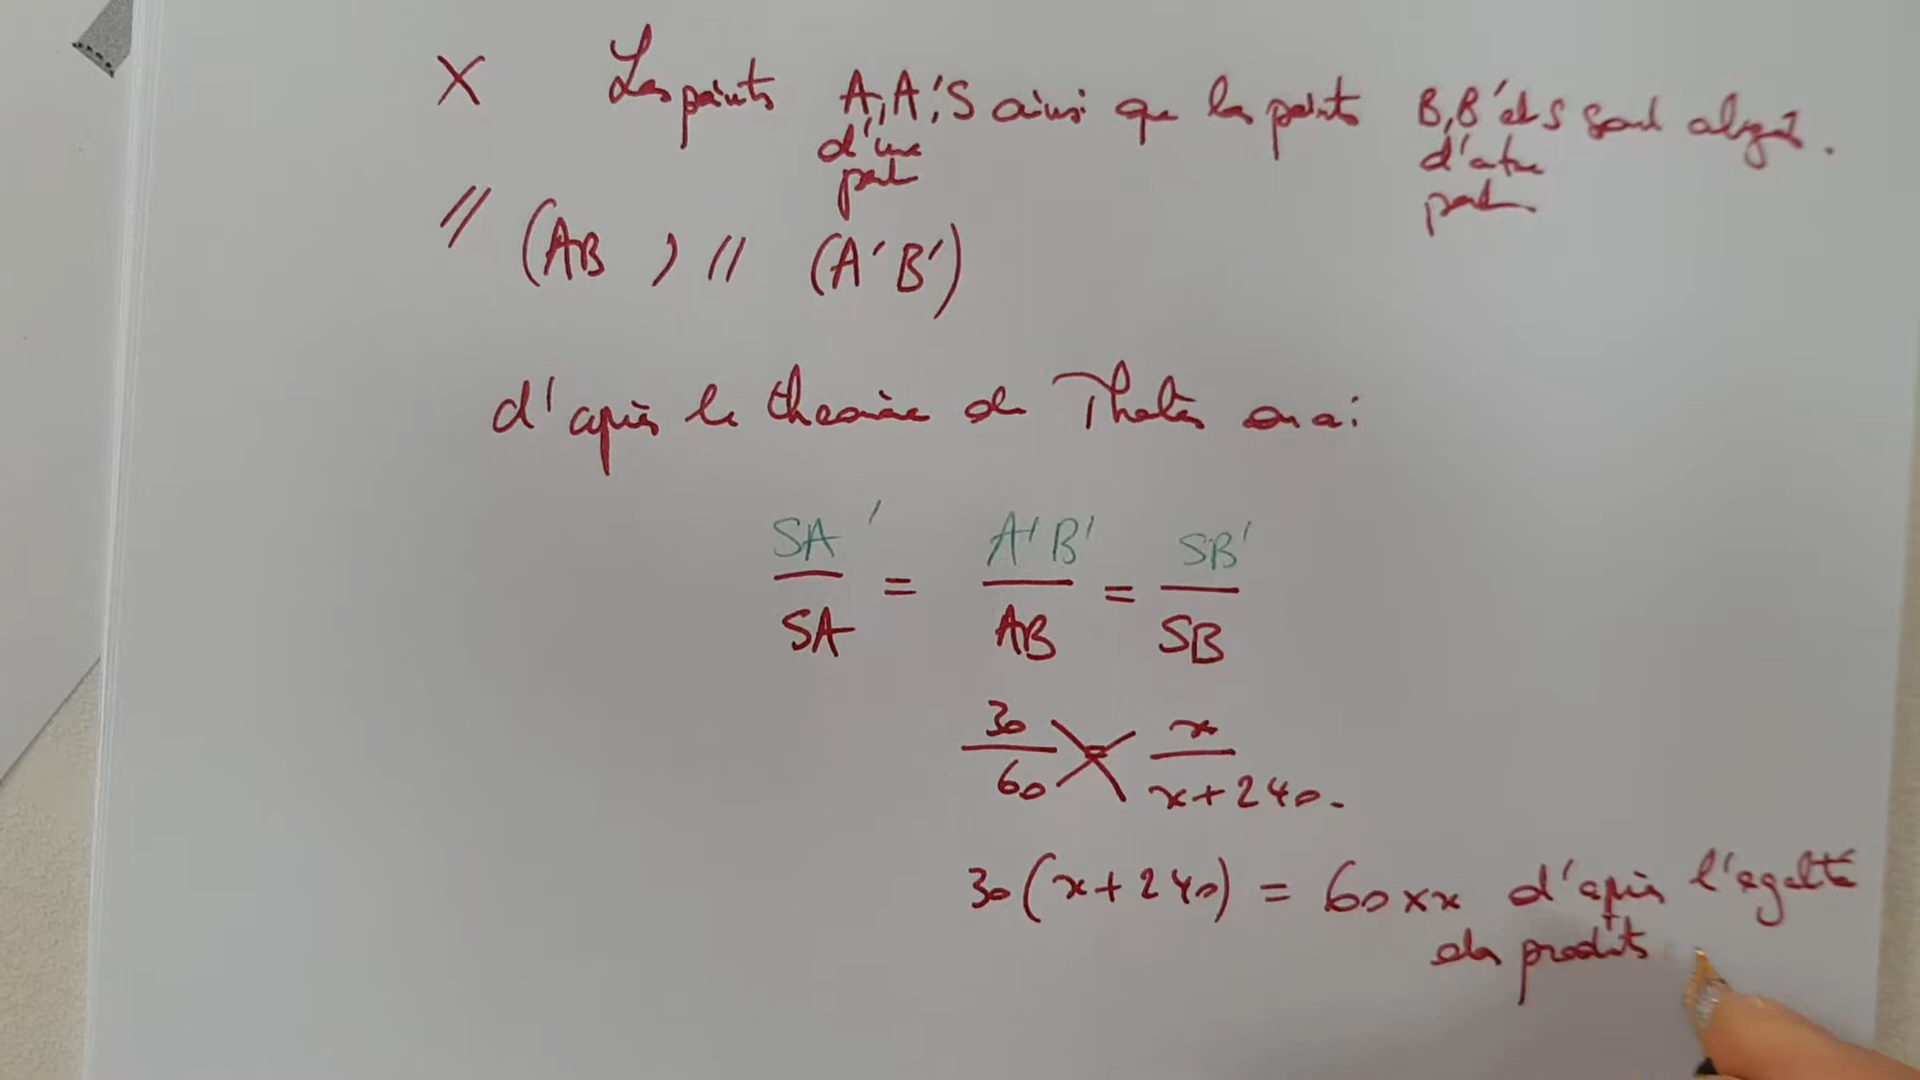 X Les points A, A', S ainsi que les points B, B' et S sont alignés.
d'une part d'autre part
// (AB) // (A'B')
d'après le théorème de Thalès on a :
SA'/SA = A'B'/AB = SB'/SB
30/60 = x/x+240.
30(x+240) = 60×x d'après l'égalité
des produits